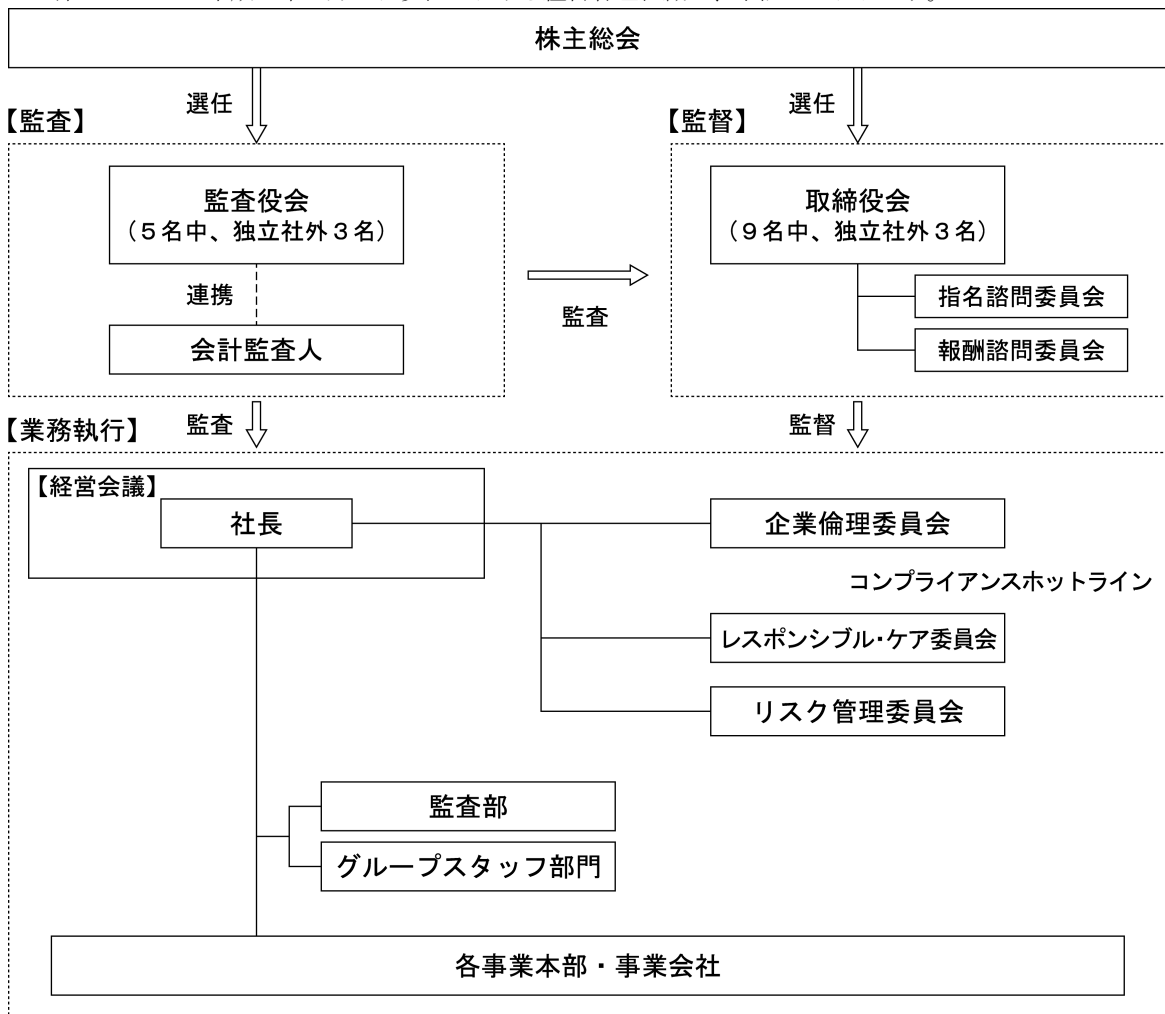 株主総会
選任
選任
【監査】
【監督】
監査役会
（５名中、独立社外３名）
取締役会
（９名中、独立社外３名）
連携
会計監査人
監査
指名諮問委員会
報酬諮問委員会
【業務執行】
監査
監督
【経営会議】
社長
企業倫理委員会
コンプライアンスホットライン
レスポンシブル・ケア委員会
リスク管理委員会
監査部
グループスタッフ部門
各事業本部・事業会社